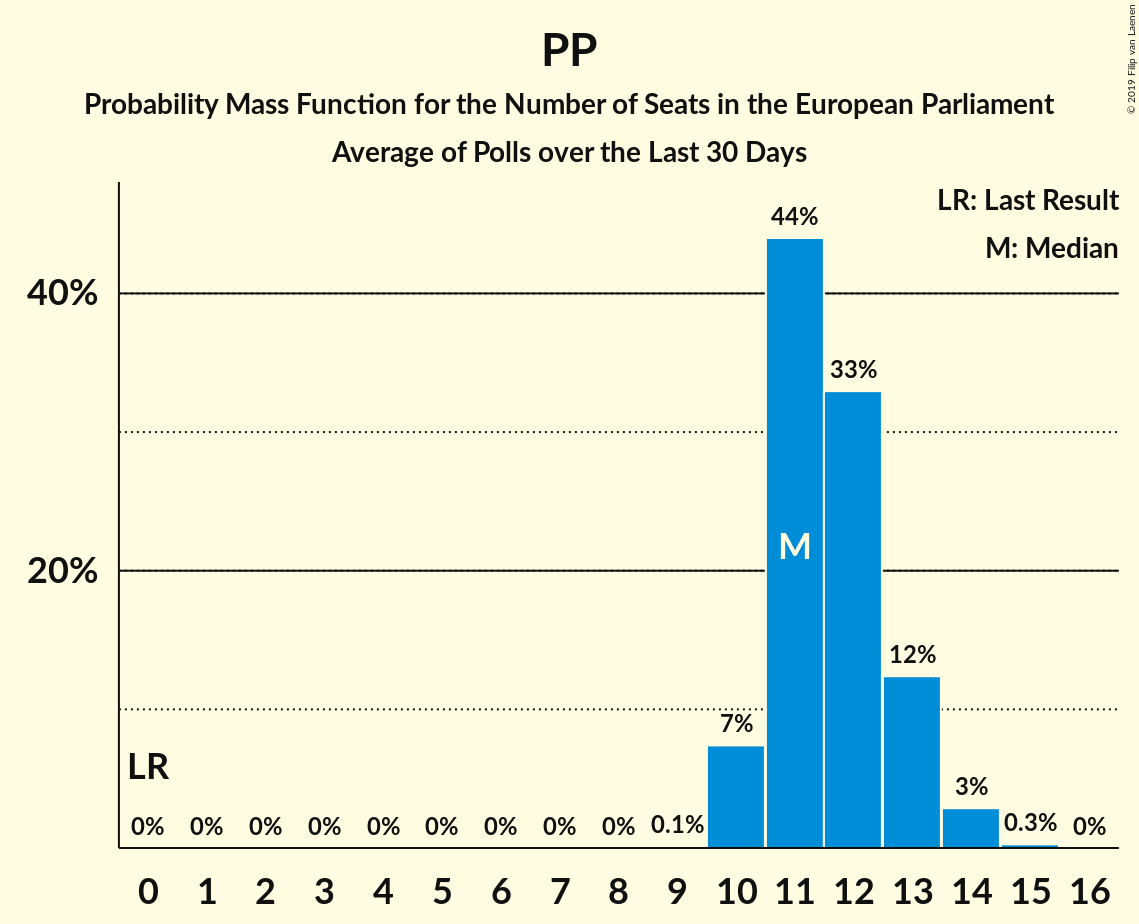 PP
Probability Mass Function for the Number of Seats in the European Parliament
Average of Polls over the Last 30 Days
© 2019 Filip van Laenen
LR: Last Result
M: Median
40%
20%
44%
33%
12%
7%
3%
0.3%
0%
0.1%
0% 0% 0% 0% 0% 0% 0% 0% 0%
LR
M
0 1 2 3 4 5 6 7 8 9 10 11 12 13 14 15 16